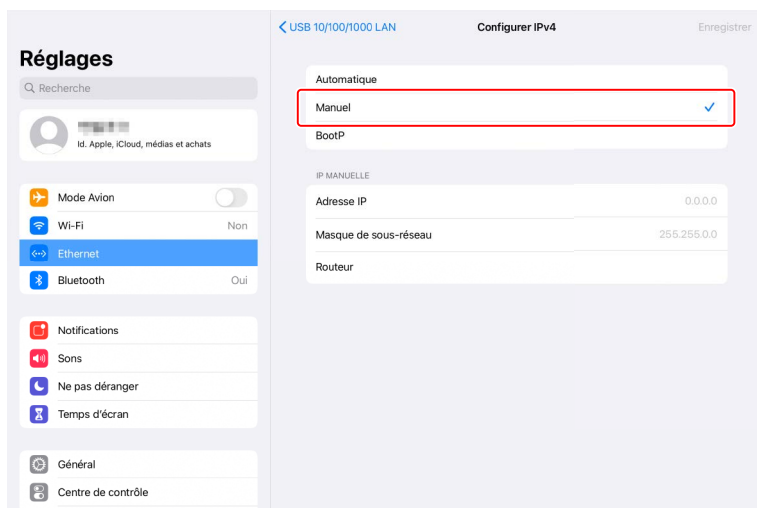 Réglages
Recherche
Id. Apple, iCloud, médias et achats
Mode Avion
Wi-Fi Non
Ethernet
Bluetooth Oui
Notifications
Sons
Ne pas déranger
Temps d'écran
Général
Centre de contrôle
USB 10/100/1000 LAN Configurer IPv4 Enregistrer
Automatique
Manuel
BootP
IP MANUELLE
Adresse IP 0.0.0.0
Masque de sous-réseau 255.255.0.0
Routeur